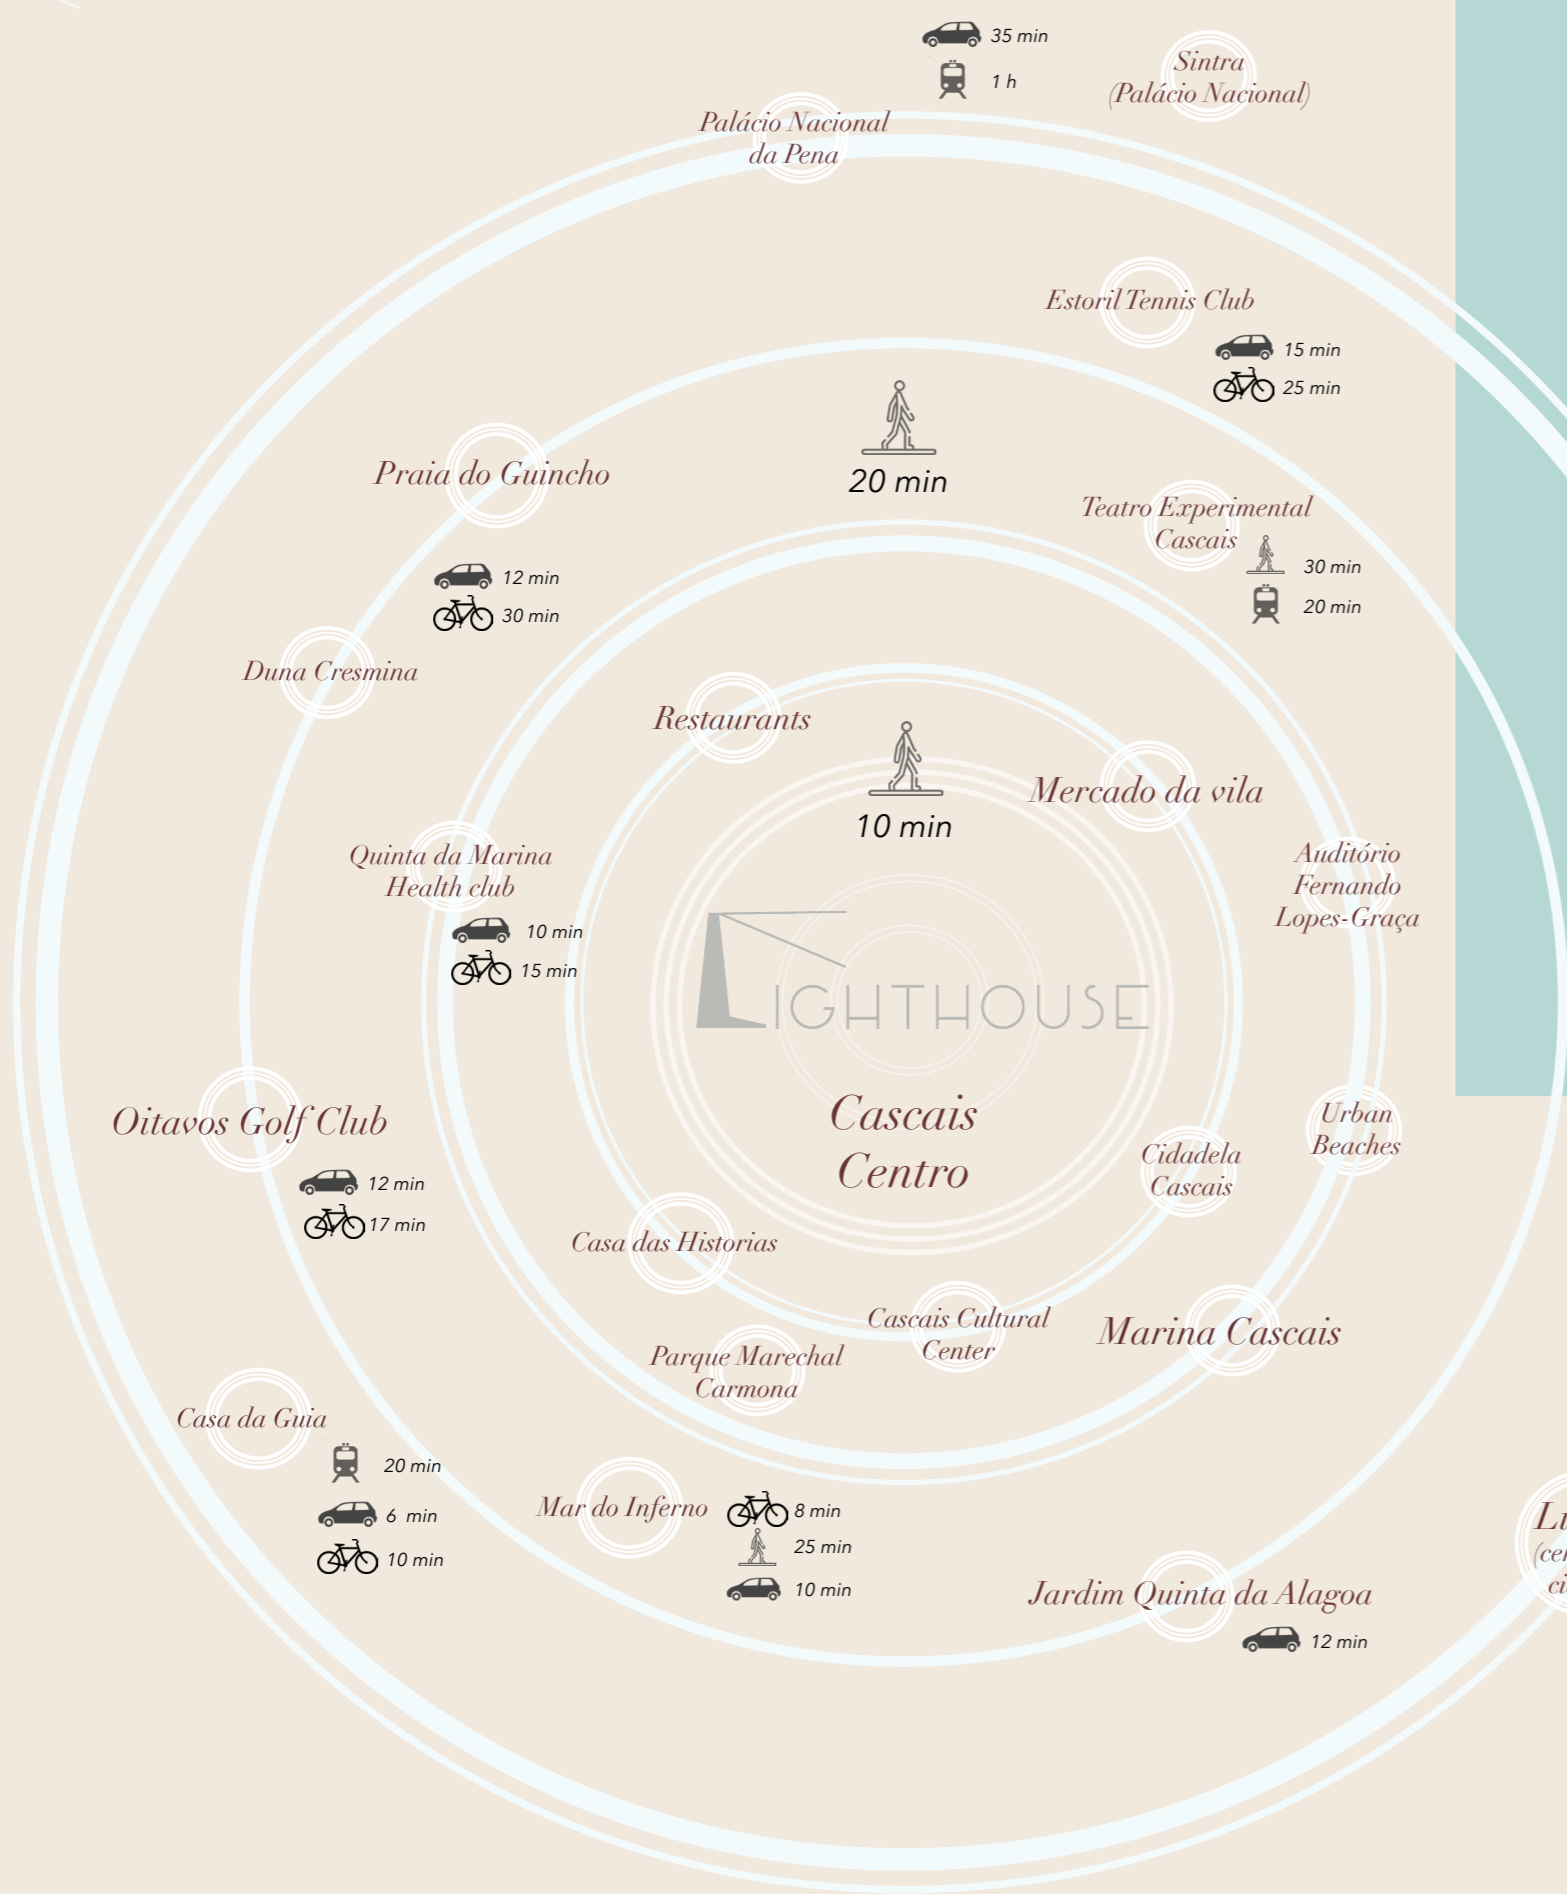 35 min
1 h
Sintra
(Palácio Nacional)
Palácio Nacional
da Pena
Estoril Tennis Club
15 min
25 min
20 min
Praia do Guincho
12 min
30 min
Teatro Experimental
Cascais
30 min
20 min
Duna Cresmina
Restaurants
10 min
Mercado da vila
Quinta da Marina
Health club
10 min
15 min
Auditório
Fernando
Lopes-Graça
LIGHTHOUSE
Cascais
Centro
Oitavos Golf Club
12 min
17 min
Urban
Beaches
Cidadela
Cascais
Casa das Historias
Cascais Cultural
Center
Marina Cascais
Parque Marechal
Carmona
Casa da Guia
20 min
6 min
10 min
Mar do Inferno
8 min
25 min
10 min
Jardim Quinta da Alagoa
12 min